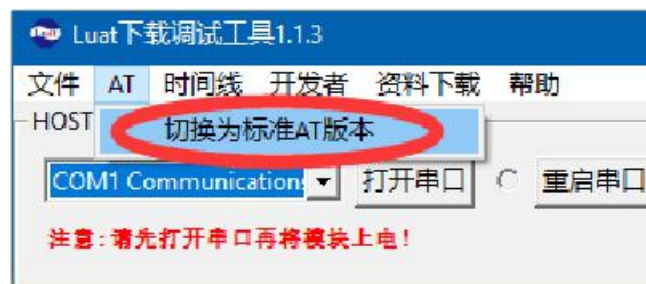 Luat下载调试工具1.1.3
文件 AT 时间线 开发者 资料下载 帮助
HOST
切换为标准AT版本
COM1 Communication: 打开串口 重启串口
注意:请先打开串口再将模块上电!